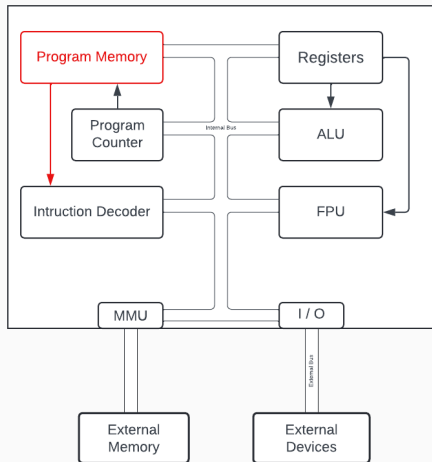 Program Memory
Registers
Program
Counter
Internal Bus
ALU
Intruction Decoder
FPU
MMU
I / O
External Bus
External
Memory
External
Devices